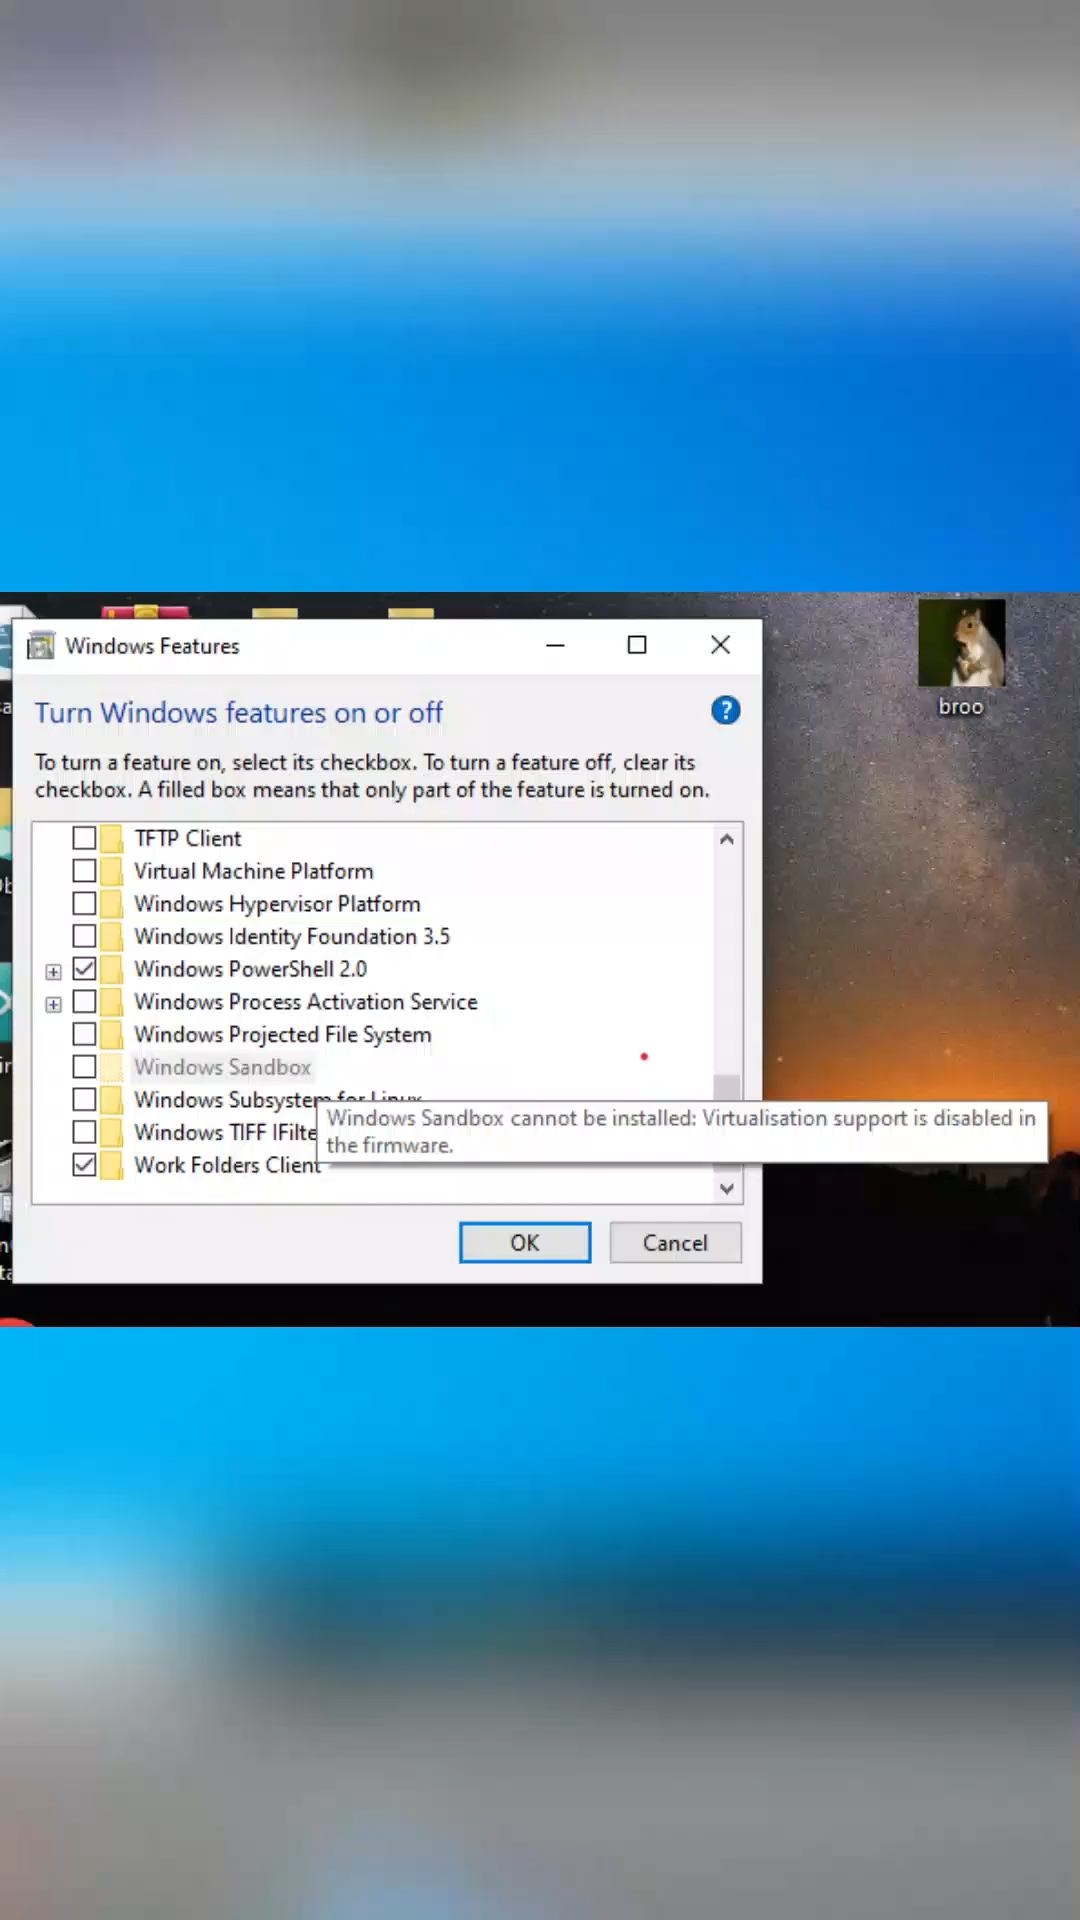 Windows Features
Turn Windows features on or off
To turn a feature on, select its checkbox. To turn a feature off, clear its
checkbox. A filled box means that only part of the feature is turned on.
TFTP Client
Virtual Machine Platform
Windows Hypervisor Platform
Windows Identity Foundation 3.5
Windows PowerShell 2.0
Windows Process Activation Service
Windows Projected File System
Windows Sandbox
Windows Subsystem for Linux
Windows Sandbox cannot be installed: Virtualisation support is disabled in
the firmware.
Windows TIFF IFilte
Work Folders Client
OK
Cancel
broo